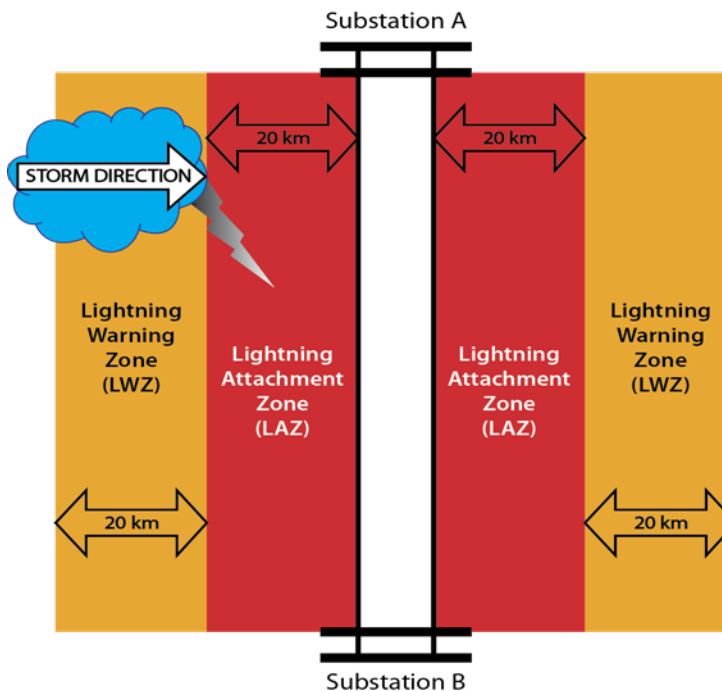 Substation A
20 km
20 km
STORM DIRECTION
Lightning
Warning
Zone
(LWZ)
Lightning
Attachment
Zone
(LAZ)
Lightning
Attachment
Zone
(LAZ)
Lightning
Warning
Zone
(LWZ)
20 km
20 km
Substation B